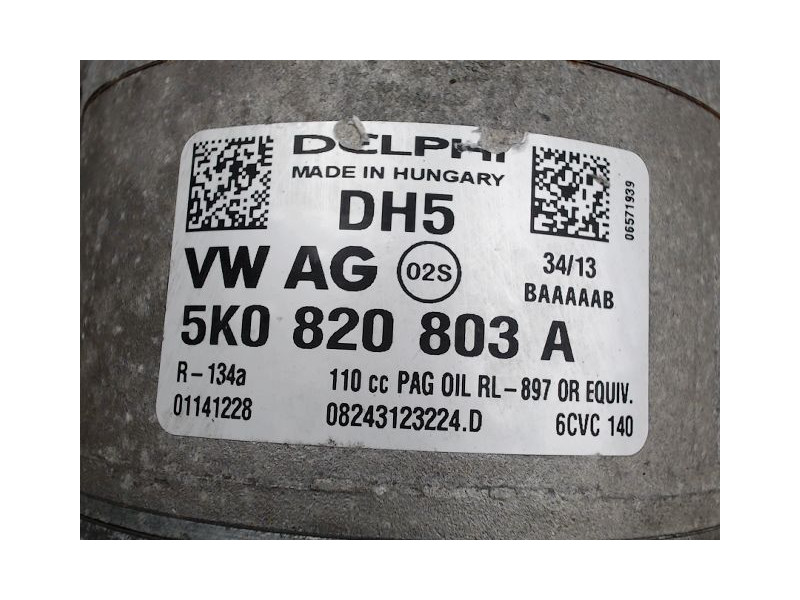 DELPHI
MADE IN HUNGARY
DH5
06571939
VW AG 02S
34/13
BAAAAAB
5K0 820 803 A
R-134a 110 cc PAG OIL RL-897 OR EQUIV.
01141228 08243123224.D 6CVC 140